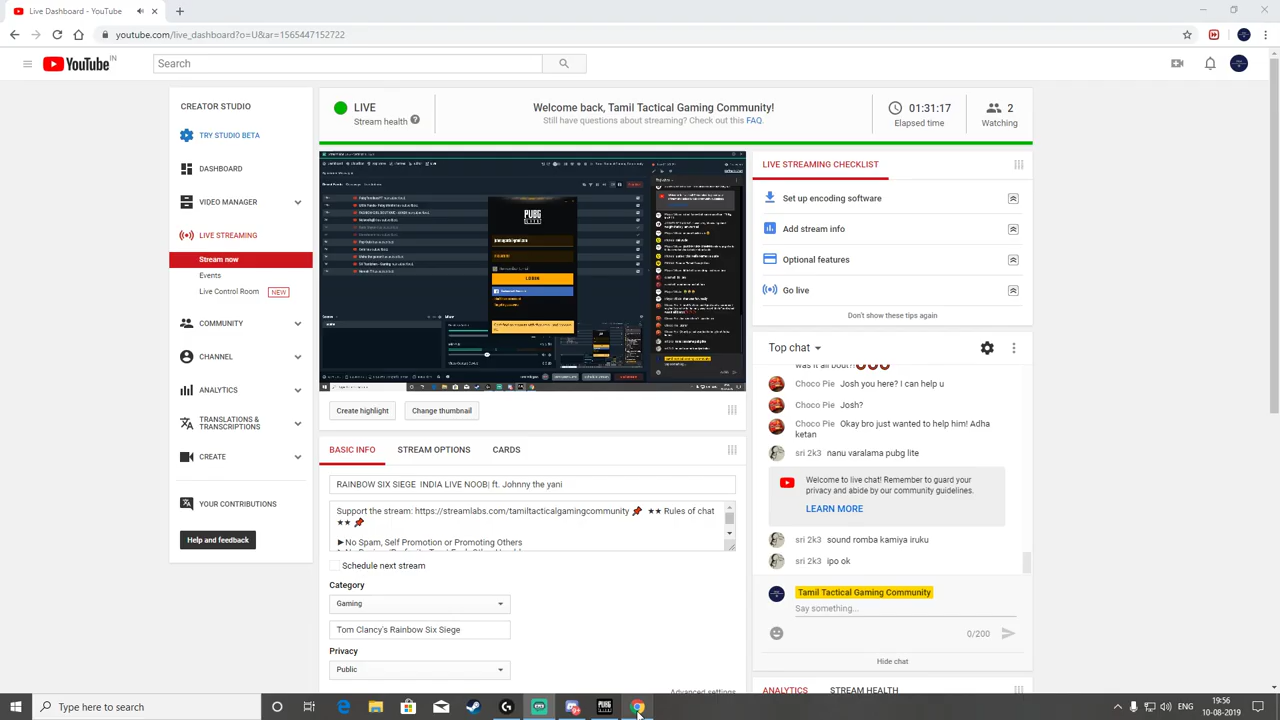 Live Dashboard - YouTube
youtube.com/live_dashboard?o=U&ar=1565447152722
YouTube IN
Search
CREATOR STUDIO
TRY STUDIO BETA
DASHBOARD
VIDEO MANAGER
LIVE STREAMING
Stream now
Events
Live Control Room NEW
COMMUNITY
CHANNEL
ANALYTICS
TRANSLATIONS &
TRANSCRIPTIONS
CREATE
YOUR CONTRIBUTIONS
Help and feedback
LIVE
Stream health ?
Welcome back, Tamil Tactical Gaming Community!
Still have questions about streaming? Check out this FAQ.
01:31:17
Elapsed time
2
Watching
PUBG
Create highlight
Change thumbnail
BASIC INFO
STREAM OPTIONS
CARDS
RAINBOW SIX SIEGE INDIA LIVE NOOB| ft. Johnny the yani
Support the stream: https://streamlabs.com/tamiltacticalgamingcommunity 📌 ★★ Rules of chat
★★ 📌
►No Spam, Self Promotion or Promoting Others
Schedule next stream
Category
Gaming
Tom Clancy's Rainbow Six Siege
Privacy
Public
Advanced settings
LIVE STREAMING CHECKLIST
Set up encoding software
Add stream info
Optional features
Go live
Don't show these tips again
Top chat
was it all about?
Choco Pie Josh you here? I can help u
Choco Pie Josh?
Choco Pie Okay bro just wanted to help him! Adha
ketan
sri 2k3 nanu varalama pubg lite
Welcome to live chat! Remember to guard your
privacy and abide by our community guidelines.
LEARN MORE
sri 2k3 sound romba kamiya iruku
sri 2k3 ipo ok
Tamil Tactical Gaming Community
Say something...
0/200
Hide chat
ANALYTICS
STREAM HEALTH
Type here to search
PUBG
19:56
10-08-2019